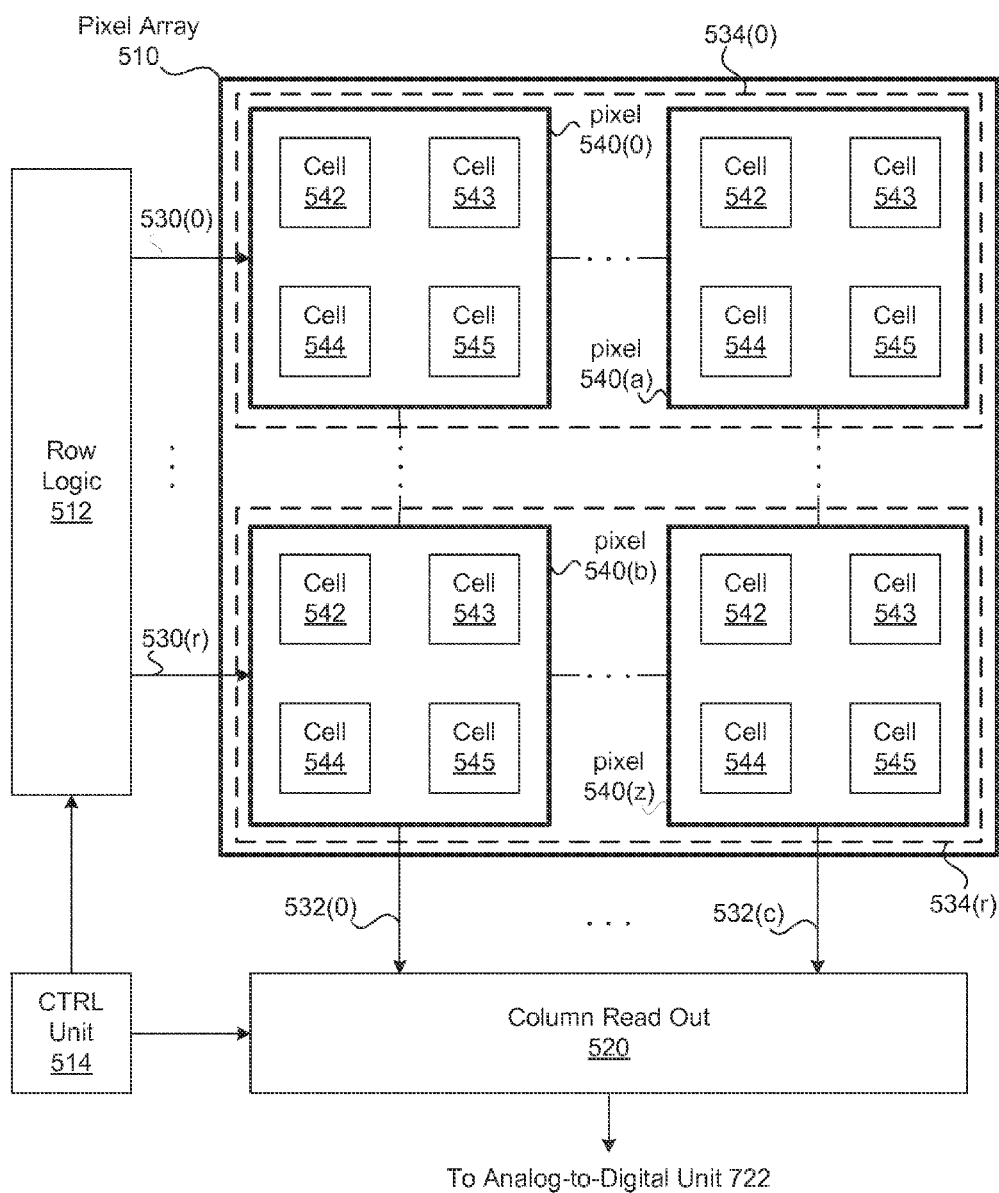 Pixel Array
510
534(0)
pixel
540(0)
Cell
542
Cell
543
Cell
542
Cell
543
530(0)
Cell
544
Cell
545
pixel
540(a)
Cell
544
Cell
545
Row
Logic
512
Cell
542
Cell
543
pixel
540(b)
Cell
542
Cell
543
530(r)
Cell
544
Cell
545
pixel
540(z)
Cell
544
Cell
545
532(0)
532(c)
534(r)
CTRL
Unit
514
Column Read Out
520
To Analog-to-Digital Unit 722